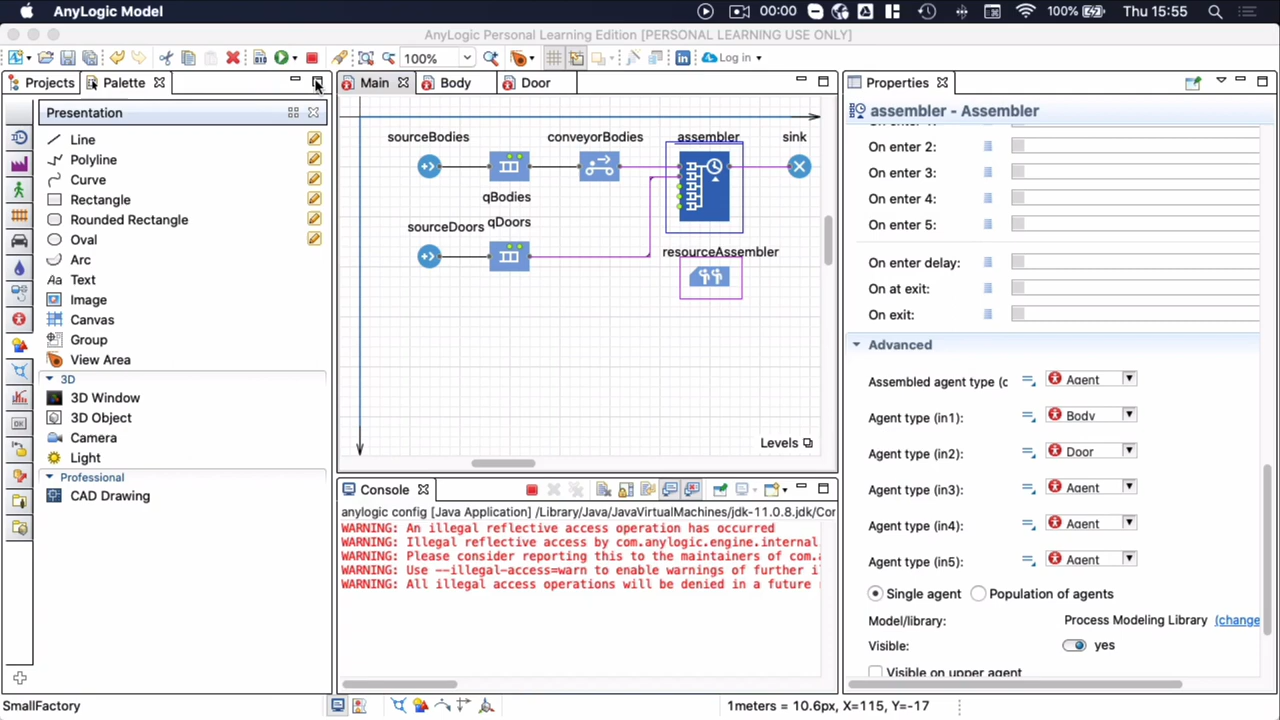 AnyLogic Model
00:00
100%
Thu 15:55
AnyLogic Personal Learning Edition [PERSONAL LEARNING USE ONLY]
100%
Log in
Projects
Palette
Main
Body
Door
Properties
Presentation
Line
Polyline
Curve
Rectangle
Rounded Rectangle
Oval
Arc
Text
Image
Canvas
Group
View Area
3D
3D Window
3D Object
Camera
Light
Professional
CAD Drawing
sourceBodies
conveyorBodies
assembler
sink
qBodies
sourceDoors
qDoors
resourceAssembler
Levels
Console
anylogic config [Java Application] /Library/Java/JavaVirtualMachines/jdk-11.0.8.jdk/Cor
WARNING: An illegal reflective access operation has occurred
WARNING: Illegal reflective access by com.anylogic.engine.internal.
WARNING: Please consider reporting this to the maintainers of com.
WARNING: Use --illegal-access=warn to enable warnings of further i
WARNING: All illegal access operations will be denied in a future
assembler - Assembler
On enter 2:
On enter 3:
On enter 4:
On enter 5:
On enter delay:
On at exit:
On exit:
Advanced
Assembled agent type (c
Agent
Agent type (in1):
Body
Agent type (in2):
Door
Agent type (in3):
Agent
Agent type (in4):
Agent
Agent type (in5):
Agent
Single agent
Population of agents
Model/library:
Process Modeling Library (change
Visible:
yes
Visible on upper agent
SmallFactory
1meters = 10.6px, X=115, Y=-17